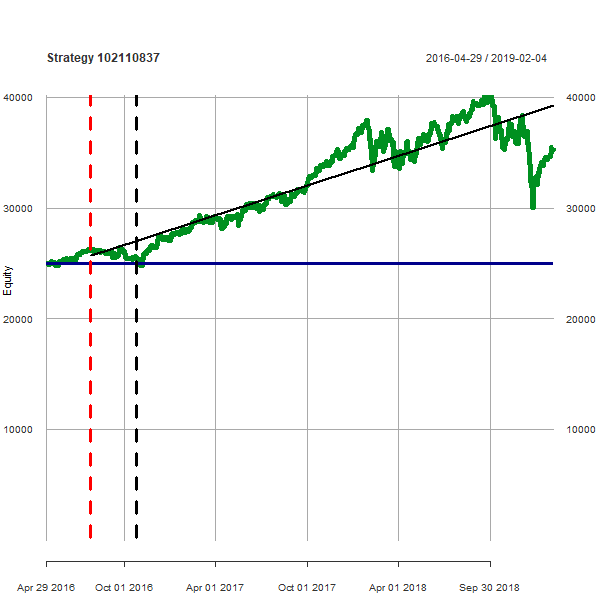 Strategy 102110837
2016-04-29 / 2019-02-04
40000
40000
30000
30000
Equity
20000
20000
10000
10000
Apr 29 2016
Oct 01 2016
Apr 01 2017
Oct 01 2017
Apr 01 2018
Sep 30 2018